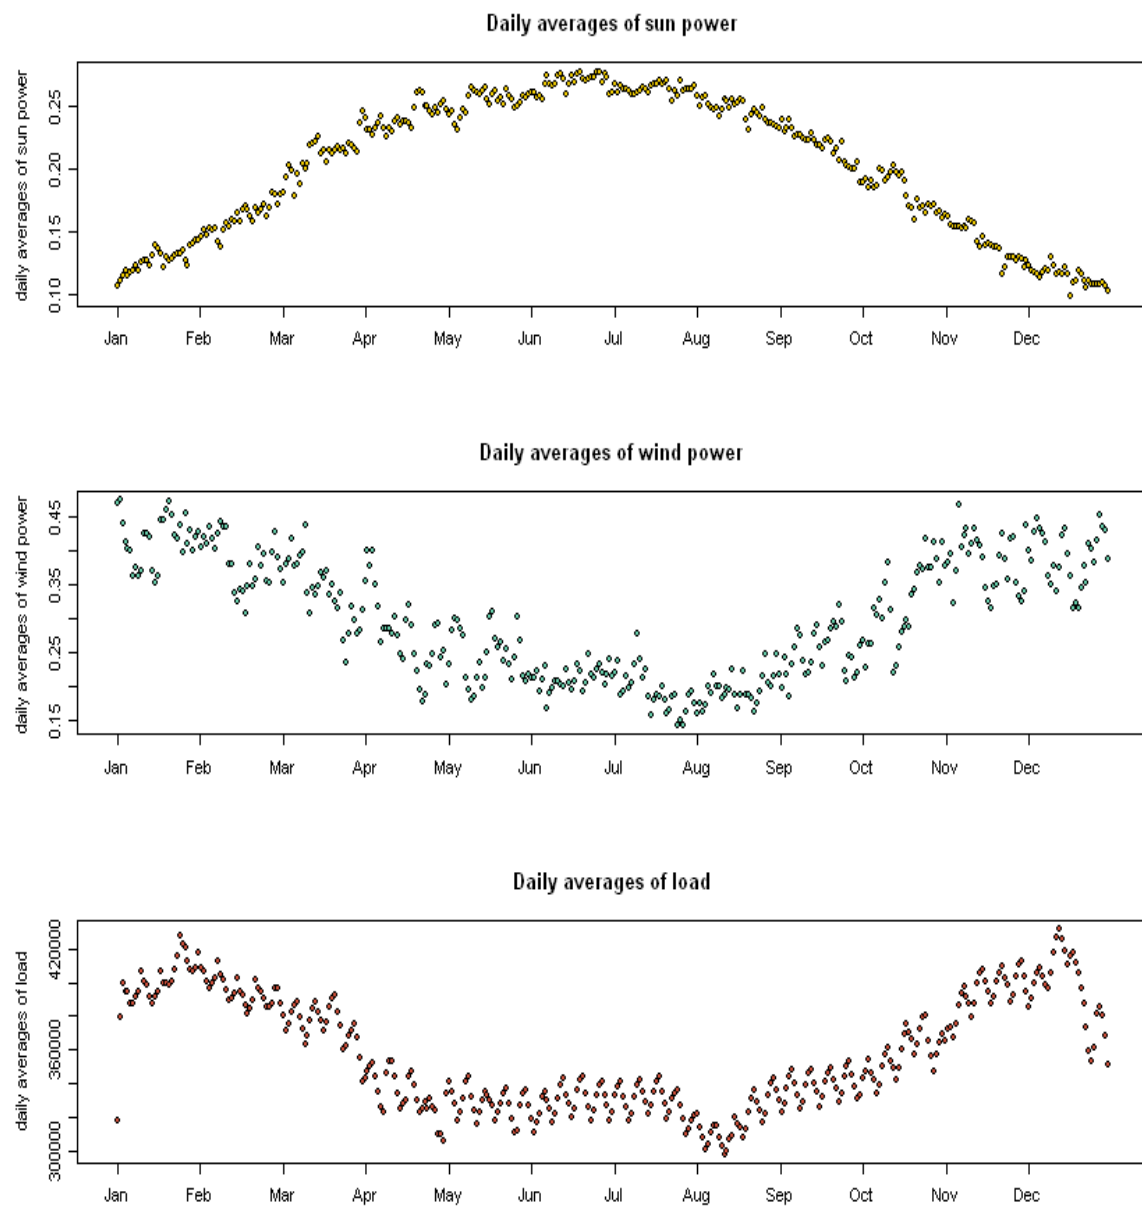 Daily averages of sun power
daily averages of sun power
0.25
0.20
0.15
0.10
Jan Feb Mar Apr May Jun Jul Aug Sep Oct Nov Dec
Daily averages of wind power
daily averages of wind power
0.45
0.35
0.25
0.15
Jan Feb Mar Apr May Jun Jul Aug Sep Oct Nov Dec
Daily averages of load
daily averages of load
420000
360000
300000
Jan Feb Mar Apr May Jun Jul Aug Sep Oct Nov Dec